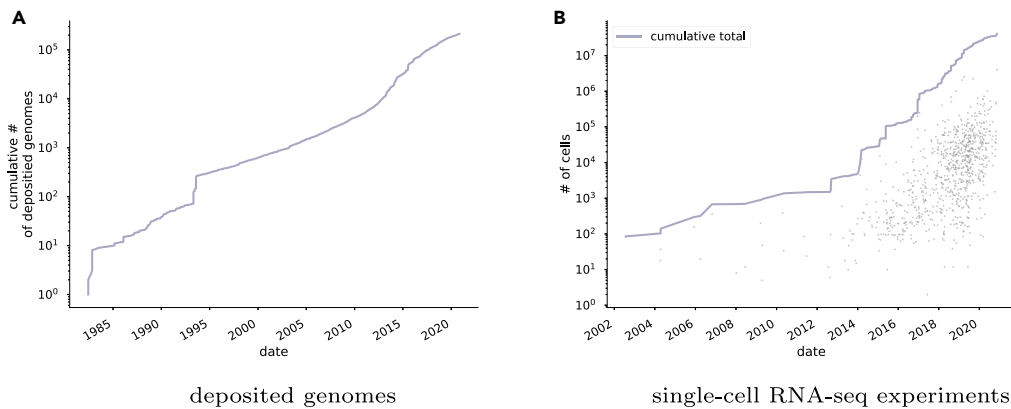 A
cumulative #
of depositied genomes
10^5
10^4
10^3
10^2
10^1
10^0
1985 1990 1995 2000 2005 2010 2015 2020
date
deposited genomes
B
cumulative total
# of cells
10^7
10^6
10^5
10^4
10^3
10^2
10^1
10^0
2002 2004 2006 2008 2010 2012 2014 2016 2018 2020
date
single-cell RNA-seq experiments